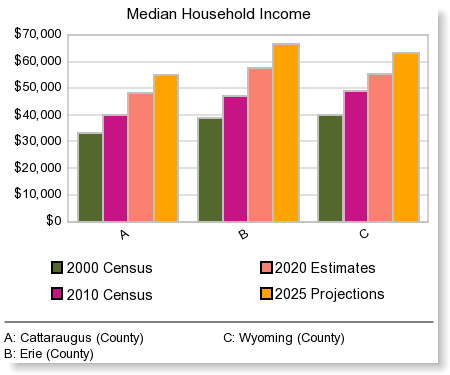 Median Household Income
$70,000
$60,000
$50,000
$40,000
$30,000
$20,000
$10,000
$0
A B C
2000 Census 2020 Estimates
2010 Census 2025 Projections
A: Cattaraugus (County) C: Wyoming (County)
B: Erie (County)